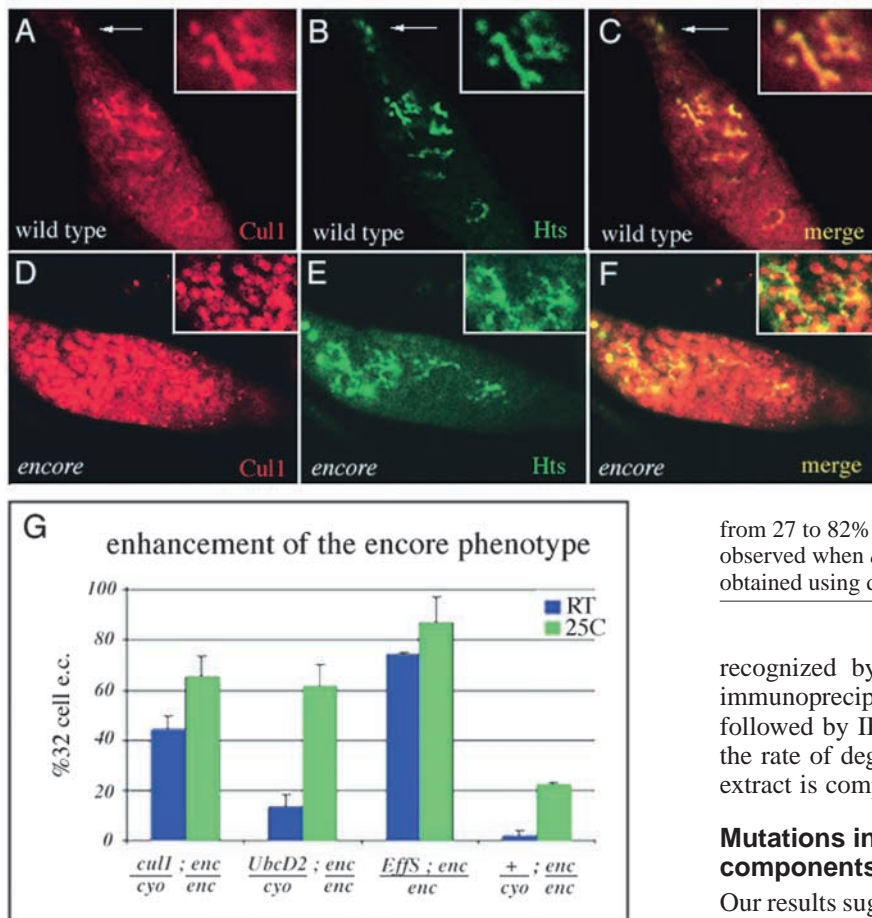 A
B
C
wild type Cul1
wild type Hts
wild type merge
D
E
F
encore Cul1
encore Hts
encore merge
G
enhancement of the encore phenotype
100
80
60
40
20
0
%32 cell e.c.
RT
25C
cul1 ; enc
cyo enc
UbcD2 ; enc
cyo enc
EffS ; enc
enc
+ ; enc
cyo enc
from 27 to 82%
observed when
obtained using
recognized by
immunoprecip
followed by
the rate of deg
extract is comp
Mutations in
components
Our results sug